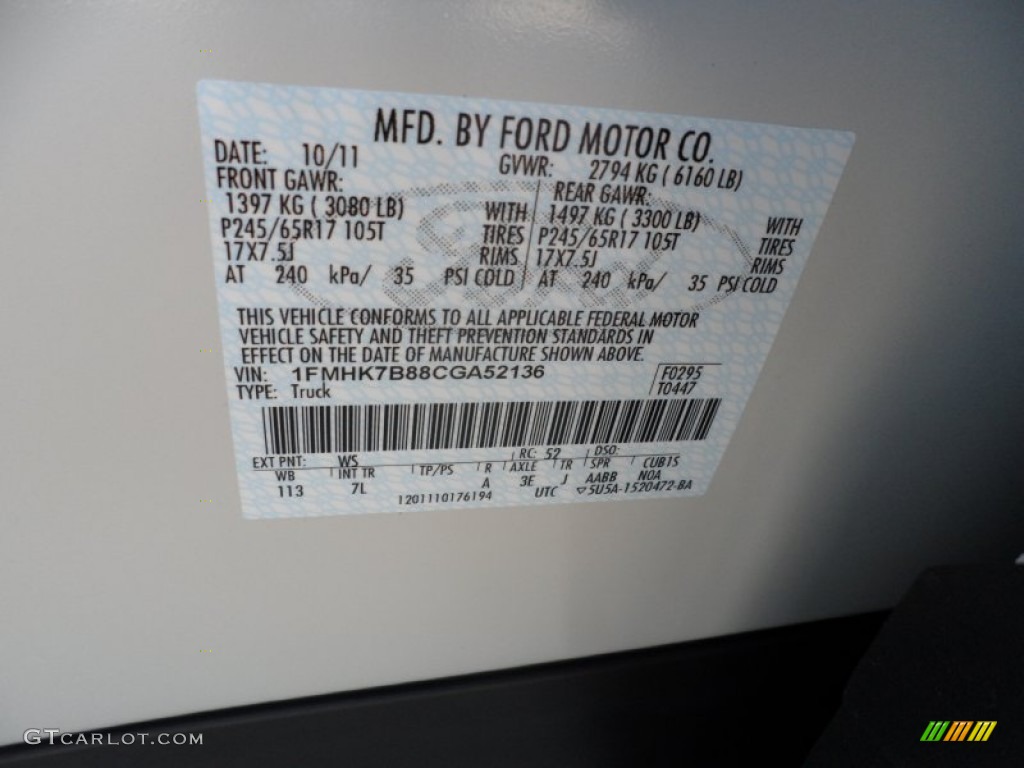 MFD. BY FORD MOTOR CO.
DATE: 10/11 GVWR: 2794 KG ( 6160 LB)
FRONT GAWR: REAR GAWR:
1397 KG ( 3080 LB) WITH 1497 KG ( 3300 LB) WITH
P245/65R17 105T TIRES P245/65R17 105T TIRES
17X7.5J RIMS 17X7.5J RIMS
AT 240 kPa/ 35 PSI COLD AT 240 kPa/ 35 PSI COLD
THIS VEHICLE CONFORMS TO ALL APPLICABLE FEDERAL MOTOR
VEHICLE SAFETY AND THEFT PREVENTION STANDARDS IN
EFFECT ON THE DATE OF MANUFACTURE SHOWN ABOVE.
VIN: 1FMHK7B88CGA52136 F0295
TYPE: Truck T0447
EXT PNT: WS RC: 52 DSO:
WB INT TR TP/PS R AXLE TR SPR CUB15
113 7L A 3E J AABB NOA
1201110176194 UTC ▽5U5A-1520472-BA
GTCARLOT.COM